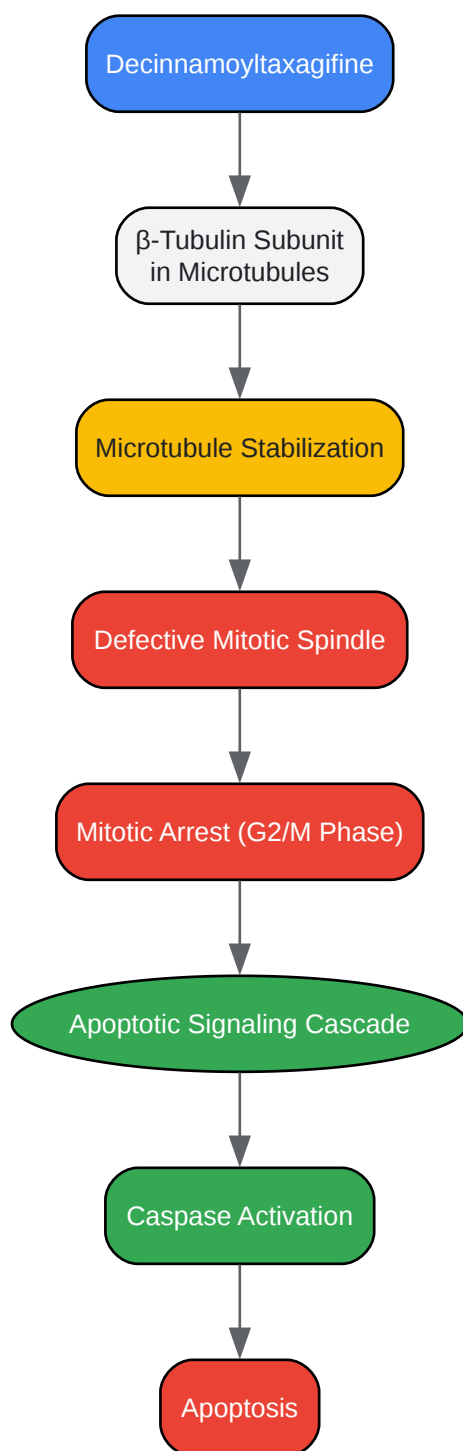 Decinnamoyltaxagifine
β-Tubulin Subunit
in Microtubules
Microtubule Stabilization
Defective Mitotic Spindle
Mitotic Arrest (G2/M Phase)
Apoptotic Signaling Cascade
Caspase Activation
Apoptosis